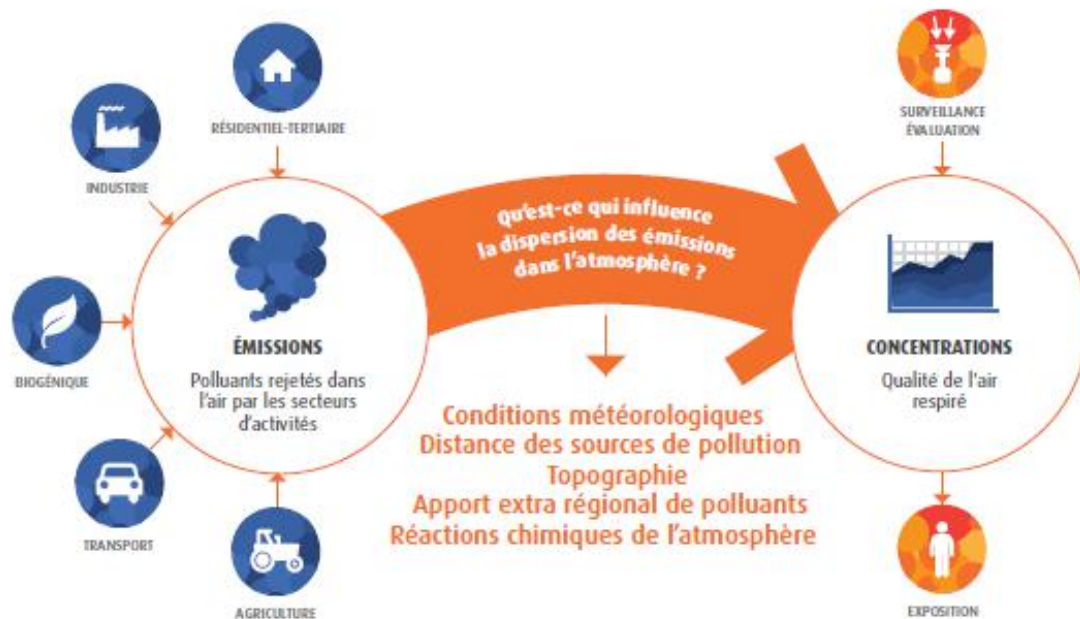 RÉSIDENTIEL-TERTIAIRE
INDUSTRIE
BIOGÉNIQUE
TRANSPORT
AGRICULTURE
ÉMISSIONS
Polluants rejetés dans
l'air par les secteurs
d'activités
Qu'est-ce qui influence
la dispersion des émissions
dans l'atmosphère ?
Conditions météorologiques
Distance des sources de pollution
Topographie
Apport extra régional de polluants
Réactions chimiques de l'atmosphère
SURVEILLANCE
ÉVALUATION
CONCENTRATIONS
Qualité de l'air
respiré
EXPOSITION